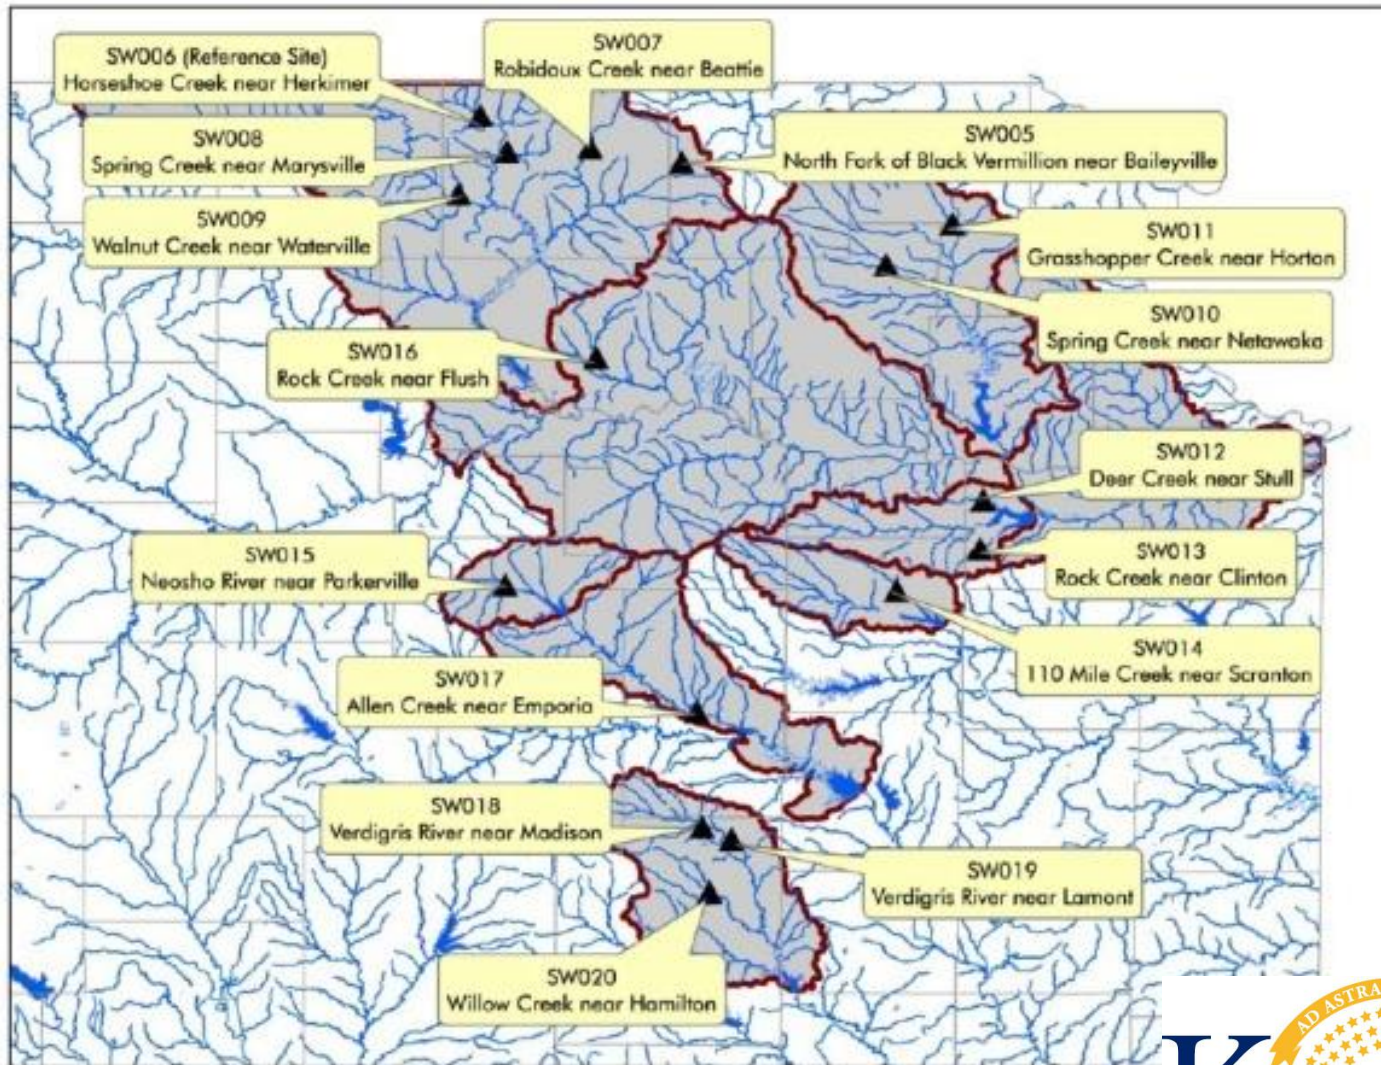 SW006 (Reference Site)
Horseshoe Creek near Herkimer
SW007
Robidoux Creek near Beattie
SW008
Spring Creek near Marysville
SW005
North Fork of Black Vermillion near Baileyville
SW009
Walnut Creek near Waterville
SW011
Grasshopper Creek near Horton
SW010
Spring Creek near Netawaka
SW016
Rock Creek near Flush
SW012
Deer Creek near Stull
SW015
Neosho River near Parkerville
SW013
Rock Creek near Clinton
SW014
110 Mile Creek near Scranton
SW017
Allen Creek near Emporia
SW018
Verdigris River near Madison
SW019
Verdigris River near Lamont
SW020
Willow Creek near Hamilton
AD ASTRA
K